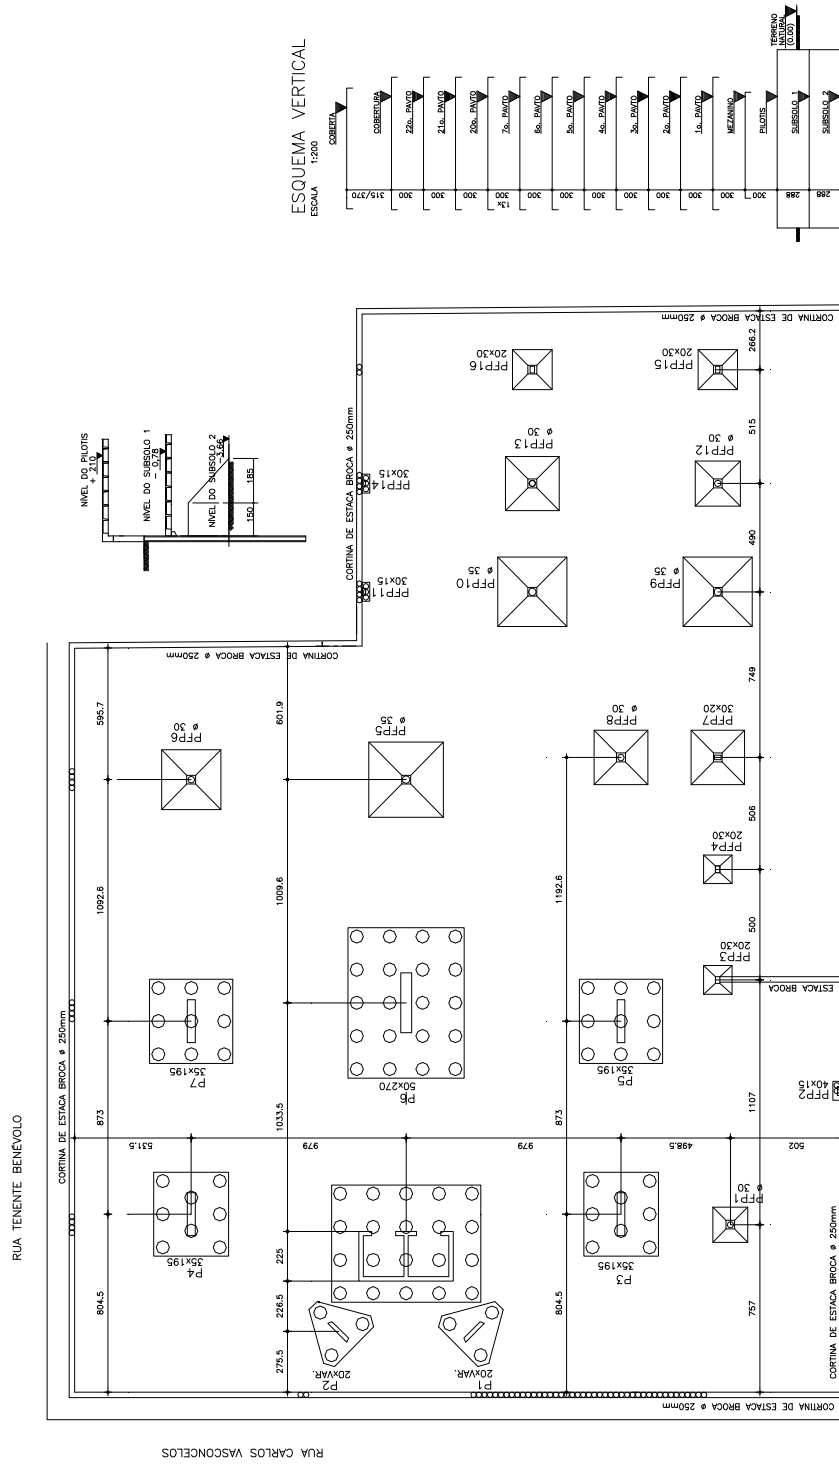 ESQUEMA VERTICAL
ESCALA 1:200
COBERTA
COBERTURA
22o. PAVTO
21o. PAVTO
20o. PAVTO
7o. PAVTO
6o. PAVTO
5o. PAVTO
4o. PAVTO
3o. PAVTO
2o. PAVTO
1o. PAVTO
MEZANINO
PILOTIS
SUBSOLO 1
SUBSOLO 2
TERRENO
NATURAL
(0.00)
315/370
300
300
300
300
13x
300
300
300
300
300
300
300
300
288
288
NIVEL DO PILOTIS
+ 210
NIVEL DO SUBSOLO 1
- 0,78
NIVEL DO SUBSOLO 2
-3,66
150
185
CORTINA DE ESTACA BROCA ø 250mm
CORTINA DE ESTACA BROCA ø 250mm
CORTINA DE ESTACA BROCA ø 250mm
PFP16
20x30
PFP15
20x30
266.2
PFP14
30x15
PFP13
ø 30
PFP12
ø 30
515
PFP11
30x15
PFP10
ø 35
PFP9
ø 35
490
749
595.7
601.9
PFP6
ø 30
PFP5
ø 35
PFP8
ø 30
PFP7
30x20
506
PFP4
20x30
500
PFP3
20x30
ESTACA BROCA
1092.6
1009.6
1192.6
CORTINA DE ESTACA BROCA ø 250mm
P7
35x195
P6
50x270
P5
35x195
PFP2
40x15
873
1033.5
873
1107
531.5
979
979
498.5
502
P4
35x195
P3
35x195
PFP1
ø 30
804.5
225
226.5
275.5
804.5
757
P2
20xVAR.
P1
20xVAR.
CORTINA DE ESTACA BROCA ø 250mm
CORTINA DE ESTACA BROCA ø 250mm
RUA TENENTE BENÉVOLO
RUA CARLOS VASCONCELOS